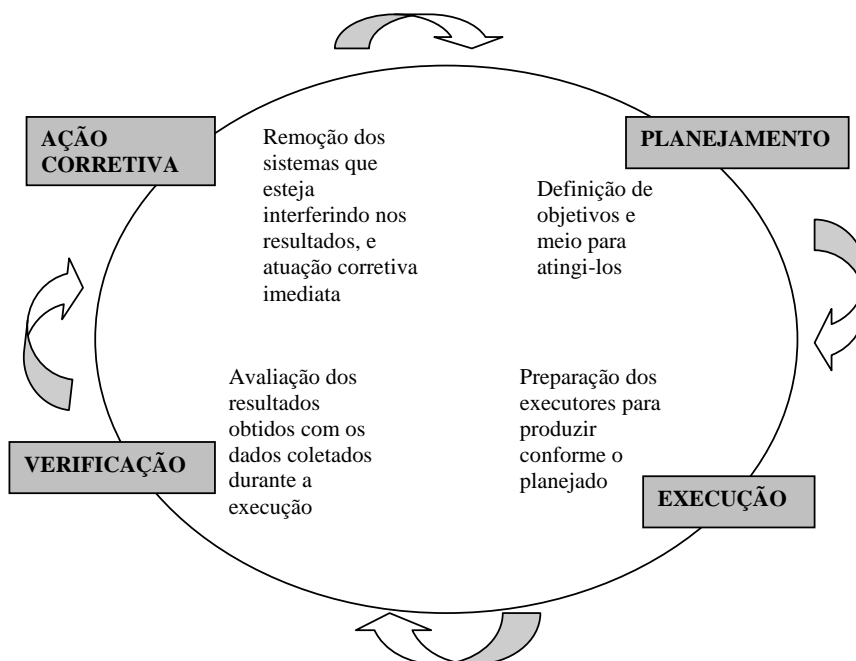 AÇÃO
CORRETIVA
Remoção dos
sistemas que
esteja
interferindo nos
resultados, e
atuação corretiva
imediata
PLANEJAMENTO
Definição de
objetivos e
meio para
atingi-los
Avaliação dos
resultados
obtidos com os
dados coletados
durante a
execução
VERIFICAÇÃO
Preparação dos
executores para
produzir
conforme o
planejado
EXECUÇÃO